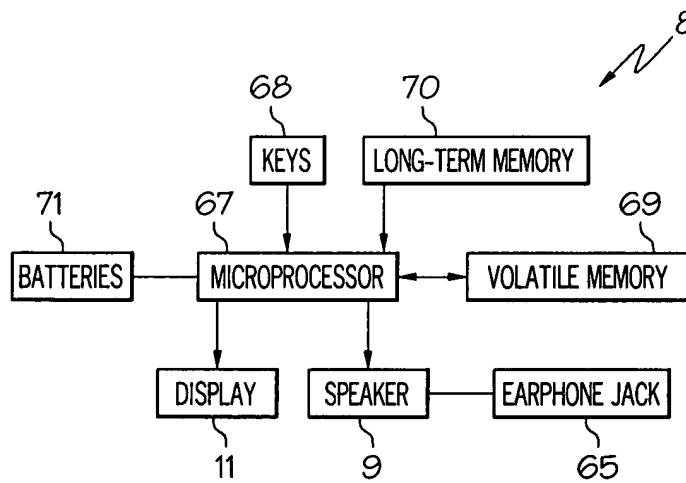 8
68
70
KEYS
LONG-TERM MEMORY
71
67
69
BATTERIES
MICROPROCESSOR
VOLATILE MEMORY
DISPLAY
SPEAKER
EARPHONE JACK
11
9
65